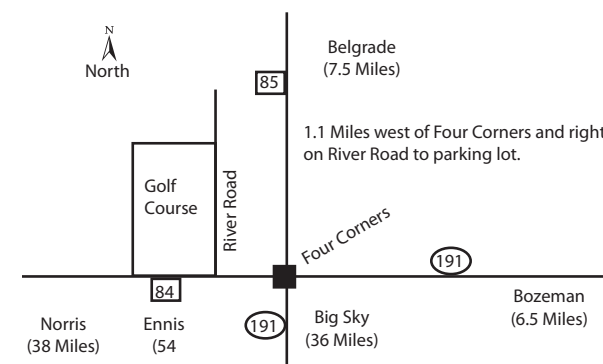 N
North
Belgrade
(7.5 Miles)
85
1.1 Miles west of Four Corners and right
on River Road to parking lot.
Golf
Course
River Road
Four Corners
191
84
Norris
(38 Miles)
Ennis
(54
191
Big Sky
(36 Miles)
Bozeman
(6.5 Miles)